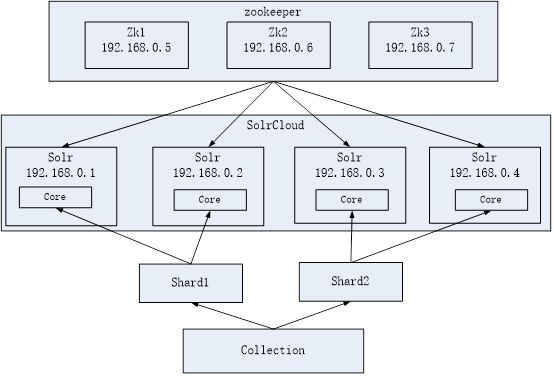 zookeeper
Zk1
192.168.0.5
Zk2
192.168.0.6
Zk3
192.168.0.7
SolrCloud
Solr
192.168.0.1
Core
Solr
192.168.0.2
Core
Solr
192.168.0.3
Core
Solr
192.168.0.4
Core
Shard1
Shard2
Collection